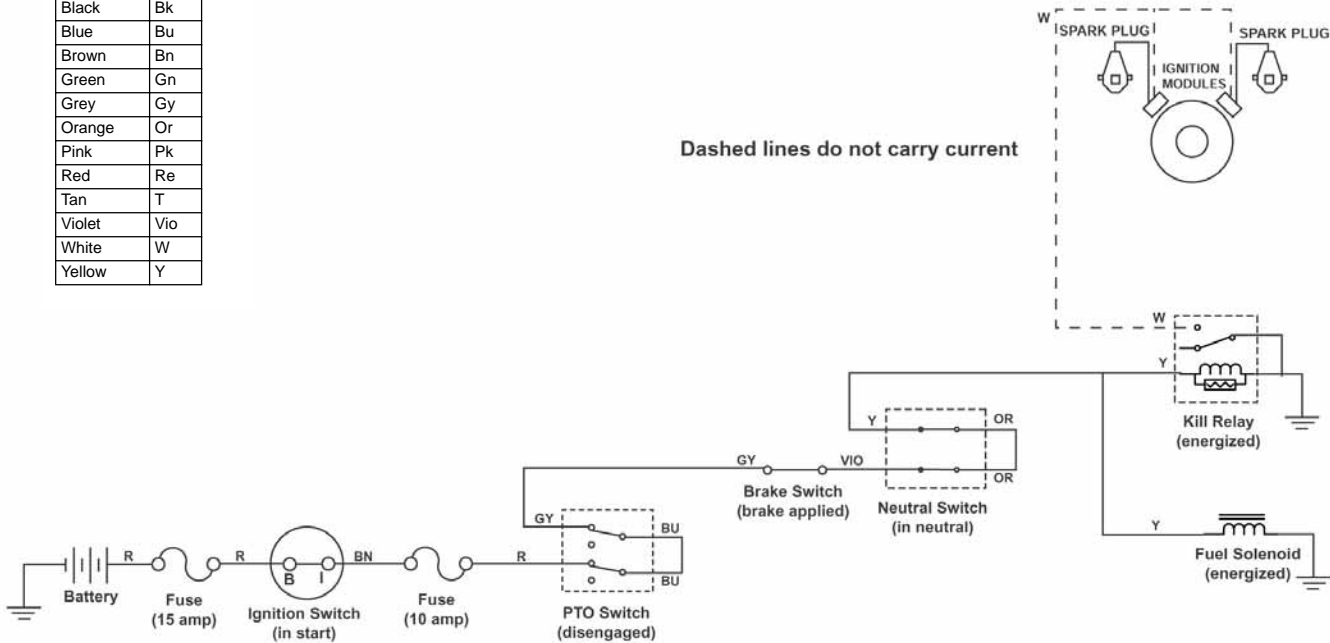 Black Bk
Blue Bu
Brown Bn
Green Gn
Grey Gy
Orange Or
Pink Pk
Red Re
Tan T
Violet Vio
White W
Yellow Y
W
SPARK PLUG
SPARK PLUG
IGNITION
MODULES
Dashed lines do not carry current
W
Y
Kill Relay
(energized)
Y
OR
OR
GY
VIO
Brake Switch
(brake applied)
Neutral Switch
(in neutral)
Y
Fuel Solenoid
(energized)
GY
BU
BU
R
R
B
I
BN
R
Battery
Fuse
(15 amp)
Ignition Switch
(in start)
Fuse
(10 amp)
PTO Switch
(disengaged)